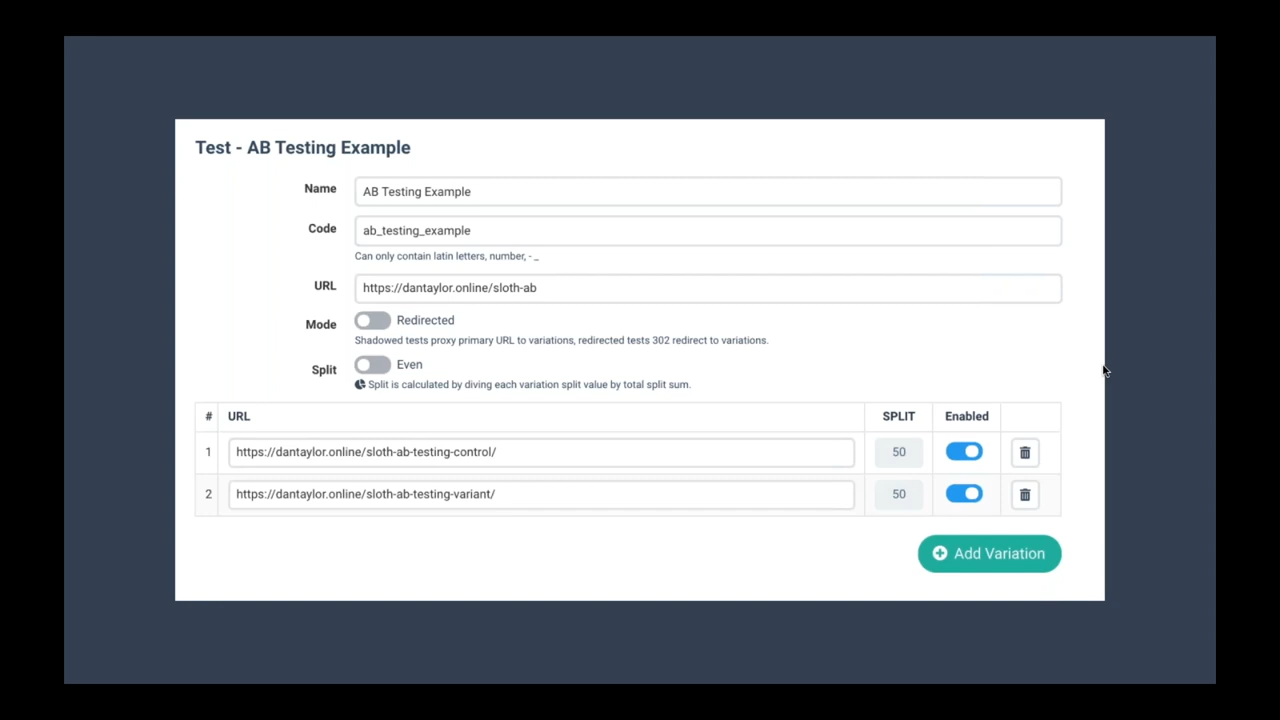 Test - AB Testing Example
Name
AB Testing Example
Code
ab_testing_example
Can only contain latin letters, number, - _
URL
https://dantaylor.online/sloth-ab
Mode
Redirected
Shadowed tests proxy primary URL to variations, redirected tests 302 redirect to variations.
Split
Even
Split is calculated by diving each variation split value by total split sum.
# URL SPLIT Enabled
1 https://dantaylor.online/sloth-ab-testing-control/ 50
2 https://dantaylor.online/sloth-ab-testing-variant/ 50
Add Variation